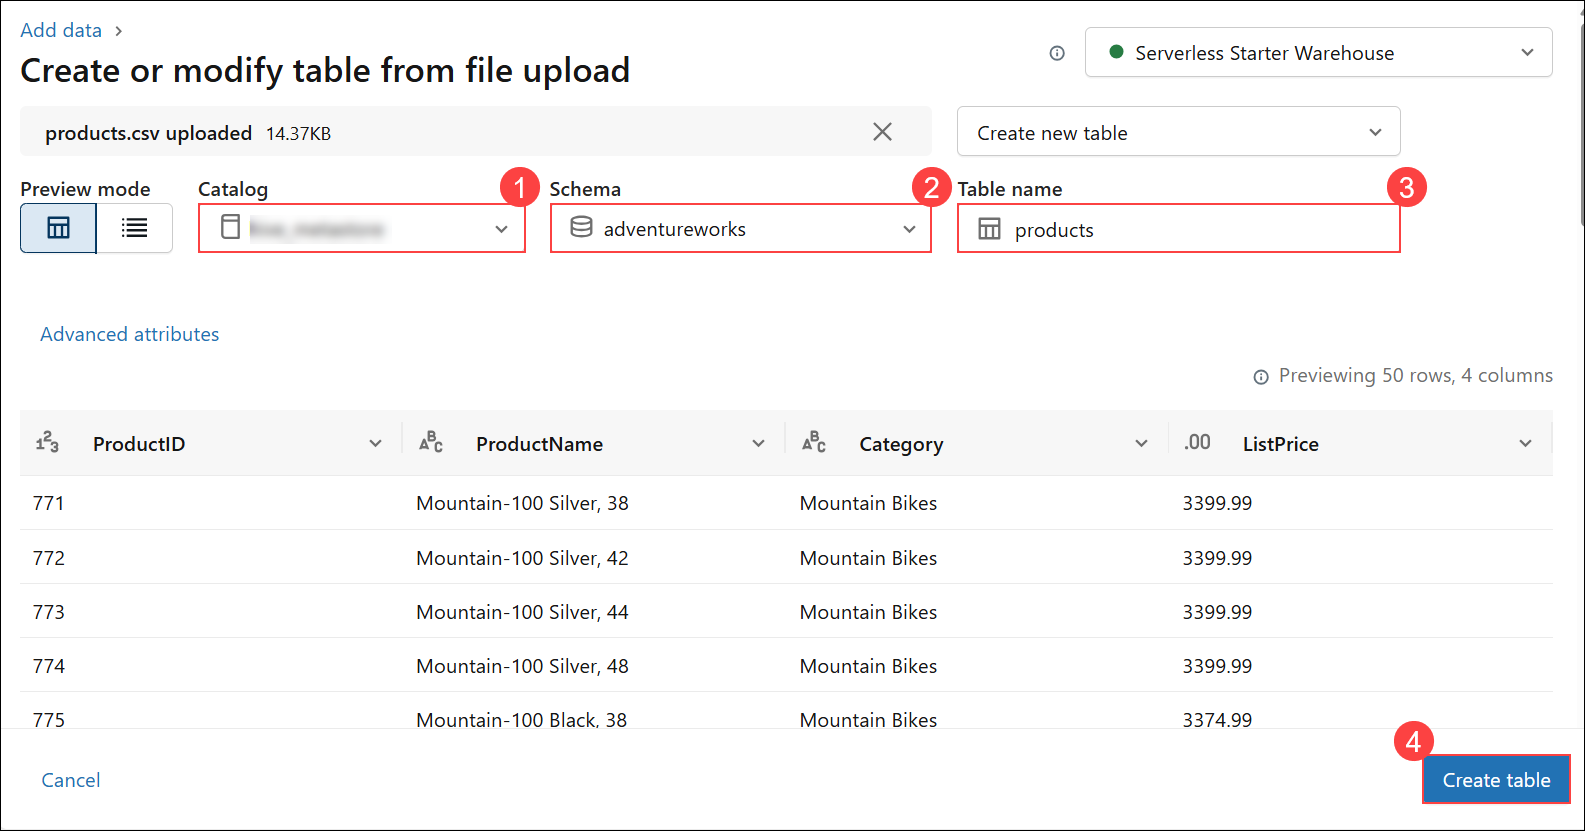 Add data
Create or modify table from file upload
Serverless Starter Warehouse
products.csv uploaded 14.37KB
Create new table
Preview mode
Catalog 1
Schema 2
Table name 3
adventureworks
products
Advanced attributes
Previewing 50 rows, 4 columns
123 ProductID ABC ProductName ABC Category .00 ListPrice
771 Mountain-100 Silver, 38 Mountain Bikes 3399.99
772 Mountain-100 Silver, 42 Mountain Bikes 3399.99
773 Mountain-100 Silver, 44 Mountain Bikes 3399.99
774 Mountain-100 Silver, 48 Mountain Bikes 3399.99
775 Mountain-100 Black, 38 Mountain Bikes 3374.99
4
Cancel
Create table